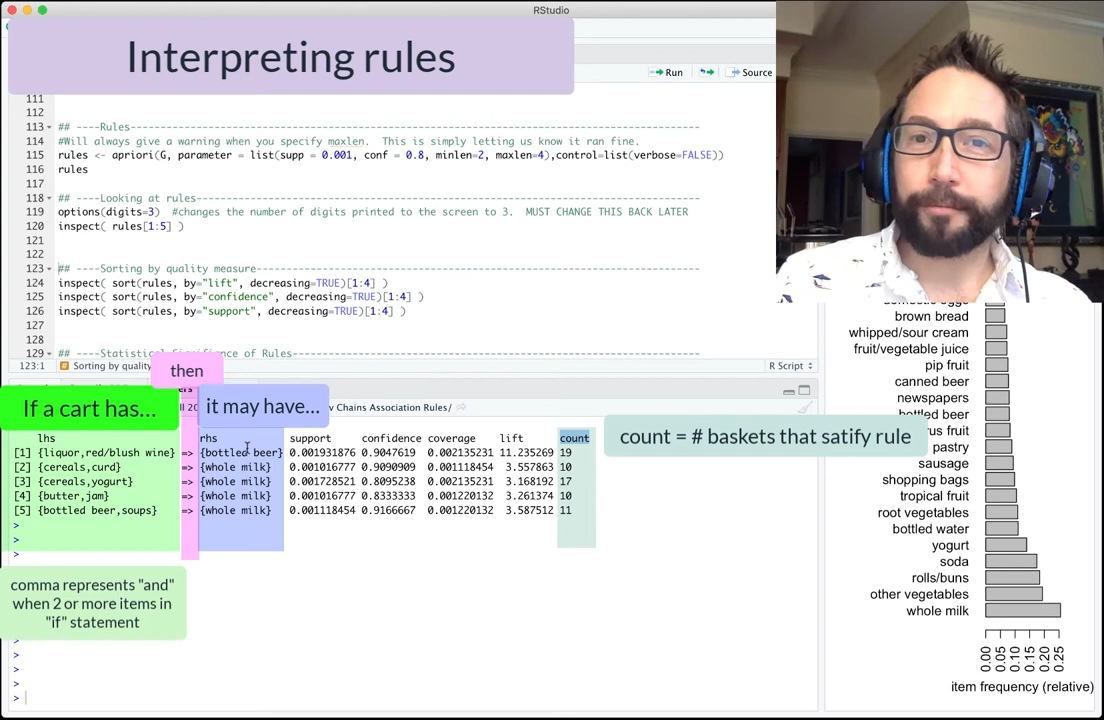 RStudio
Interpreting rules
Run
Source
111
112
113 ## ----Rules-----------------------------------------------------------------------------
114 #Will always give a warning when you specify maxlen.  This is simply letting us know it ran fine.
115 rules <- apriori(G, parameter = list(supp = 0.001, conf = 0.8, minlen=2, maxlen=4),control=list(verbose=FALSE))
116 rules
117
118 ## ----Looking at rules------------------------------------------------------------------
119 options(digits=3)  #changes the number of digits printed to the screen to 3.  MUST CHANGE THIS BACK LATER
120 inspect( rules[1:5] )
121
122
123 ## ----Sorting by quality measure--------------------------------------------------------
124 inspect( sort(rules, by="lift", decreasing=TRUE)[1:4] )
125 inspect( sort(rules, by="confidence", decreasing=TRUE)[1:4] )
126 inspect( sort(rules, by="support", decreasing=TRUE)[1:4] )
127
128
129 ## ----Statistical Significance of Rules-------------------------------------------------
123:1 Sorting by quality R Script
then
If a cart has...
it may have...
Chains Association Rules/
count = # baskets that satify rule
lhs rhs support confidence coverage lift count
[1] {liquor,red/blush wine} => {bottled beer} 0.001931876 0.9047619 0.002135231 11.235269 19
[2] {cereals,curd} => {whole milk} 0.001016777 0.9090909 0.001118454 3.557863 10
[3] {cereals,yogurt} => {whole milk} 0.001728521 0.8095238 0.002135231 3.168192 17
[4] {butter,jam} => {whole milk} 0.001016777 0.8333333 0.001220132 3.261374 10
[5] {bottled beer,soups} => {whole milk} 0.001118454 0.9166667 0.001220132 3.587512 11
>
>
>
comma represents "and"
when 2 or more items in
"if" statement
>
>
>
>
>
brown bread
whipped/sour cream
fruit/vegetable juice
pip fruit
canned beer
newspapers
bottled beer
rus fruit
pastry
sausage
shopping bags
tropical fruit
root vegetables
bottled water
yogurt
soda
rolls/buns
other vegetables
whole milk
0.00
0.05
0.10
0.15
0.20
0.25
item frequency (relative)